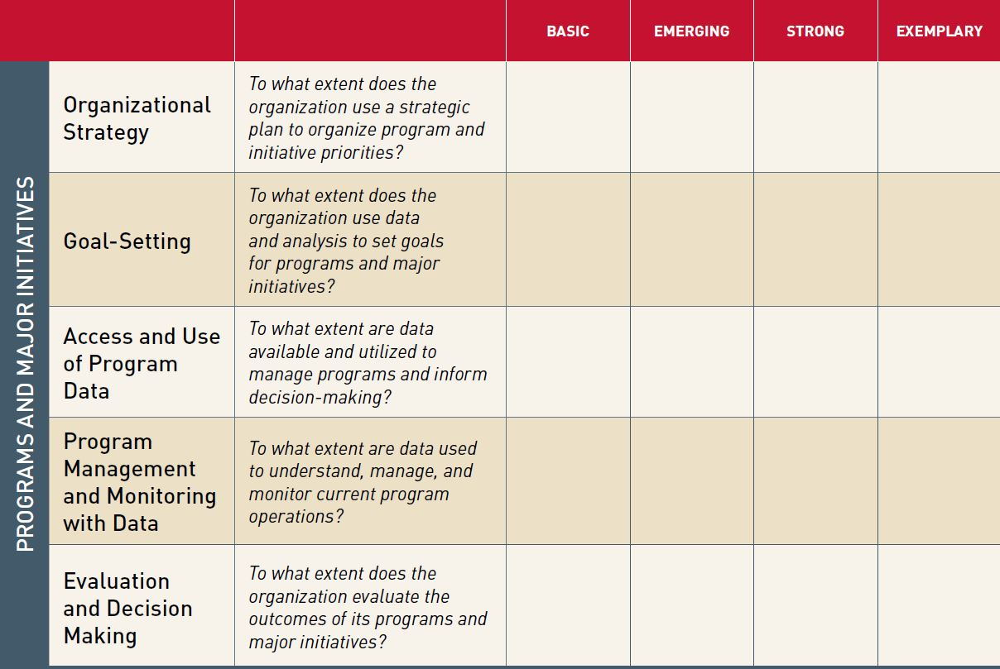 BASIC
EMERGING
STRONG
EXEMPLARY
PROGRAMS AND MAJOR INITIATIVES
Organizational
Strategy
To what extent does the
organization use a strategic
plan to organize program and
initiative priorities?
Goal-Setting
To what extent does the
organization use data
and analysis to set goals
for programs and major
initiatives?
Access and Use
of Program
Data
To what extent are data
available and utilized to
manage programs and inform
decision-making?
Program
Management
and Monitoring
with Data
To what extent are data used
to understand, manage, and
monitor current program
operations?
Evaluation
and Decision
Making
To what extent does the
organization evaluate the
outcomes of its programs and
major initiatives?